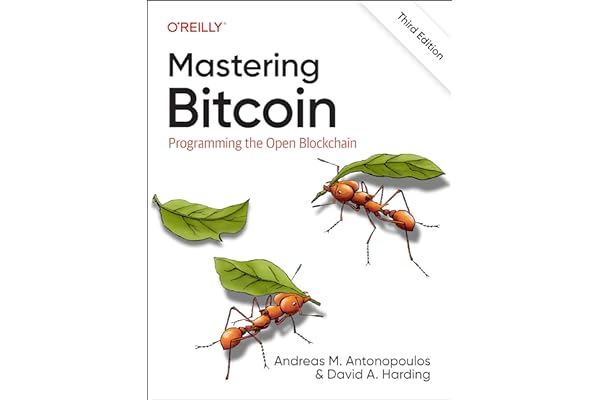 O'REILLY®
Third Edition
Mastering
Bitcoin
Programming the Open Blockchain
Andreas M. Antonopoulos
& David A. Harding